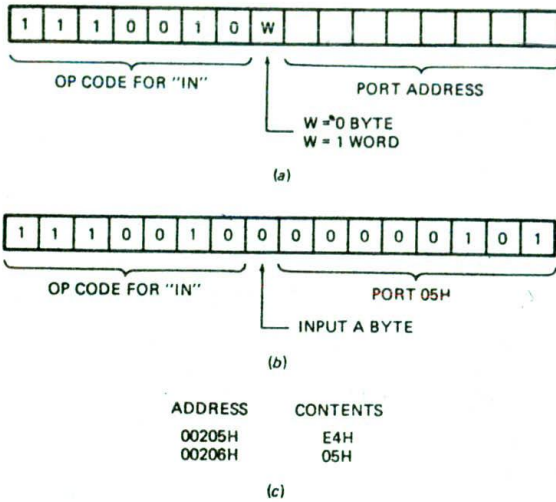 1 1 1 0 0 1 0 W
OP CODE FOR "IN" PORT ADDRESS
W = 0 BYTE
W = 1 WORD
(a)
1 1 1 0 0 1 0 0 0 0 0 0 0 1 0 1
OP CODE FOR "IN" PORT 05H
INPUT A BYTE
(b)
ADDRESS CONTENTS
00205H E4H
00206H 05H
(c)